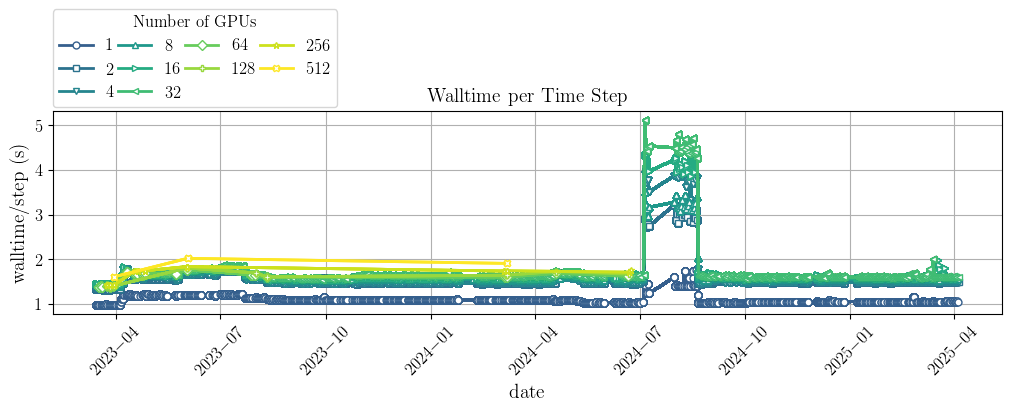 Number of GPUs
1 8 64 256
2 16 128 512
4 32
Walltime per Time Step
walltime/step (s)
5
4
3
2
1
2023−04
2023−07
2023−10
2024−01
2024−04
2024−07
2024−10
2025−01
2025−04
date